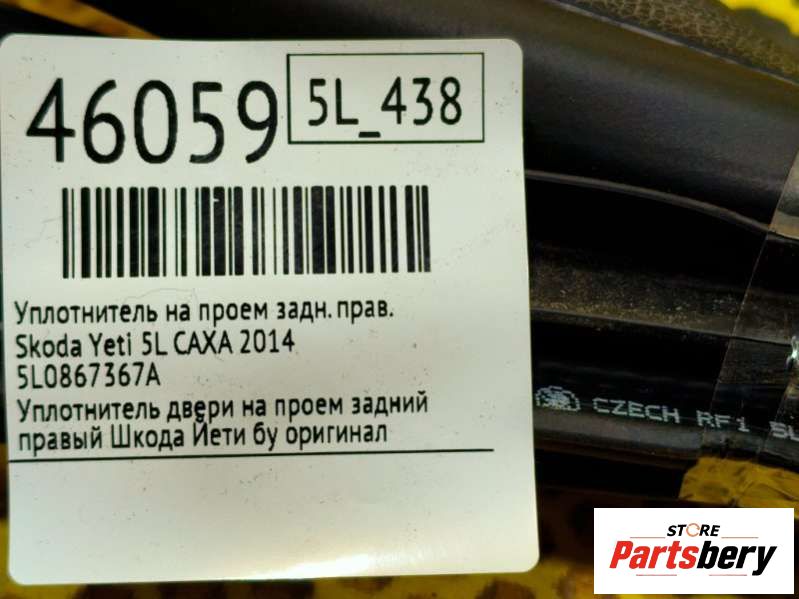 46059
5L_438
Уплотнитель на проем задн. прав.
Skoda Yeti 5L CAXA 2014
5L0867367A
Уплотнитель двери на проем задний
правый Шкода Йети бу оригинал
CZECH RF1 5L
STORE
Partsbery